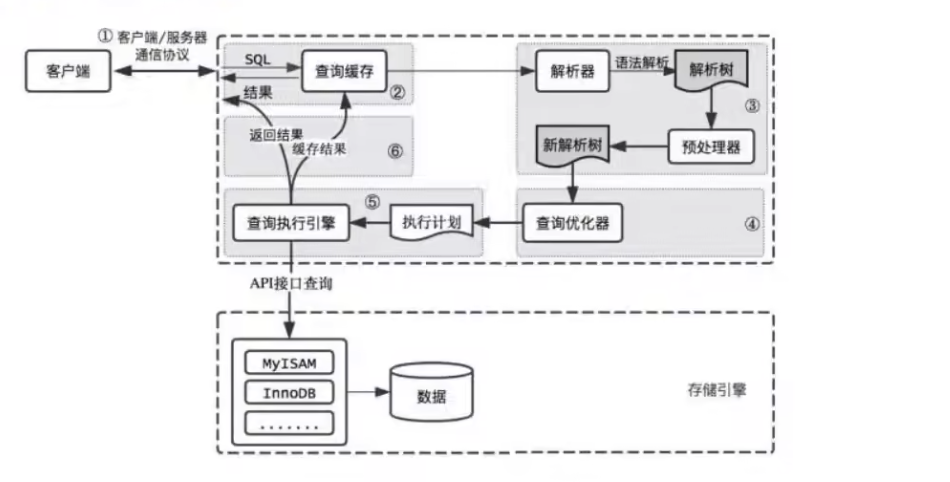 ① 客户端/服务器
通信协议
客户端
SQL
结果
查询缓存
②
解析器
语法解析
解析树
③
预处理器
新解析树
返回结果
缓存结果
⑥
查询执行引擎
⑤
执行计划
查询优化器
④
API接口查询
MyISAM
InnoDB
.......
数据
存储引擎